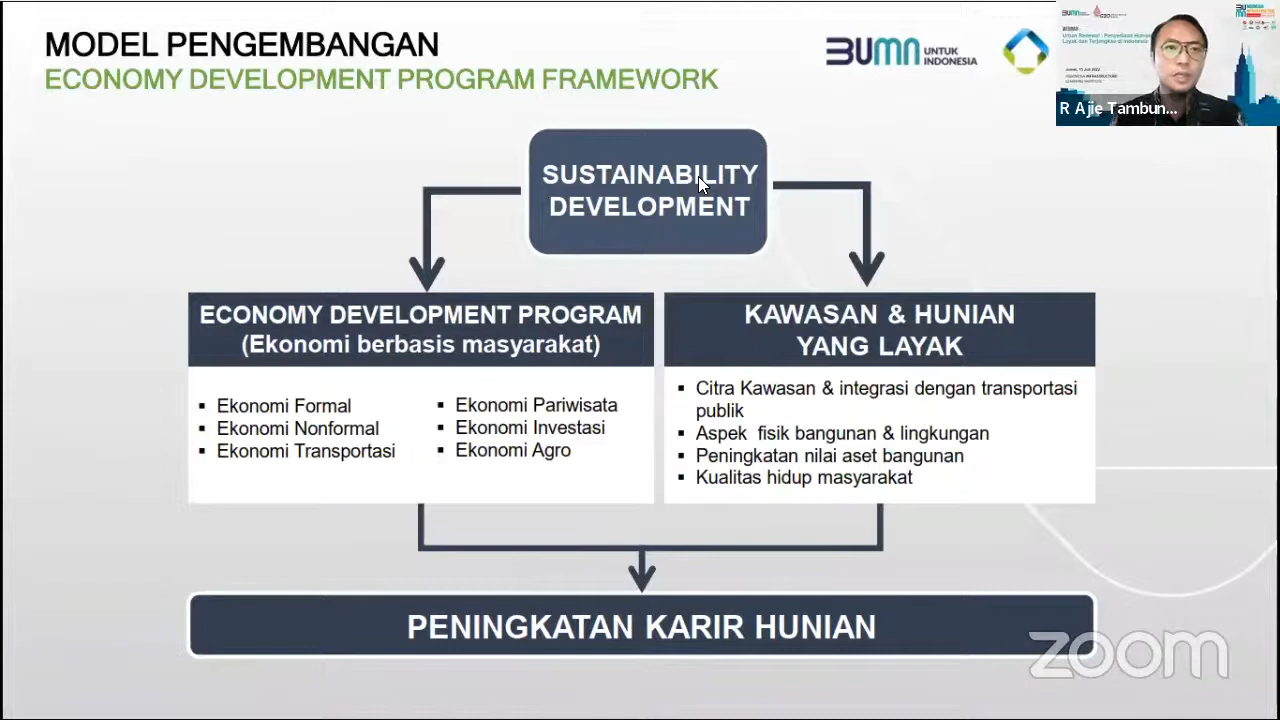 MODEL PENGEMBANGAN
ECONOMY DEVELOPMENT PROGRAM FRAMEWORK
BUMN UNTUK
INDONESIA
R Ajie Tambun...
SUSTAINABILITY
DEVELOPMENT
ECONOMY DEVELOPMENT PROGRAM
(Ekonomi berbasis masyarakat)
▪ Ekonomi Formal
▪ Ekonomi Nonformal
▪ Ekonomi Transportasi
▪ Ekonomi Pariwisata
▪ Ekonomi Investasi
▪ Ekonomi Agro
KAWASAN & HUNIAN
YANG LAYAK
▪ Citra Kawasan & integrasi dengan transportasi
publik
▪ Aspek fisik bangunan & lingkungan
▪ Peningkatan nilai aset bangunan
▪ Kualitas hidup masyarakat
PENINGKATAN KARIR HUNIAN
zoom